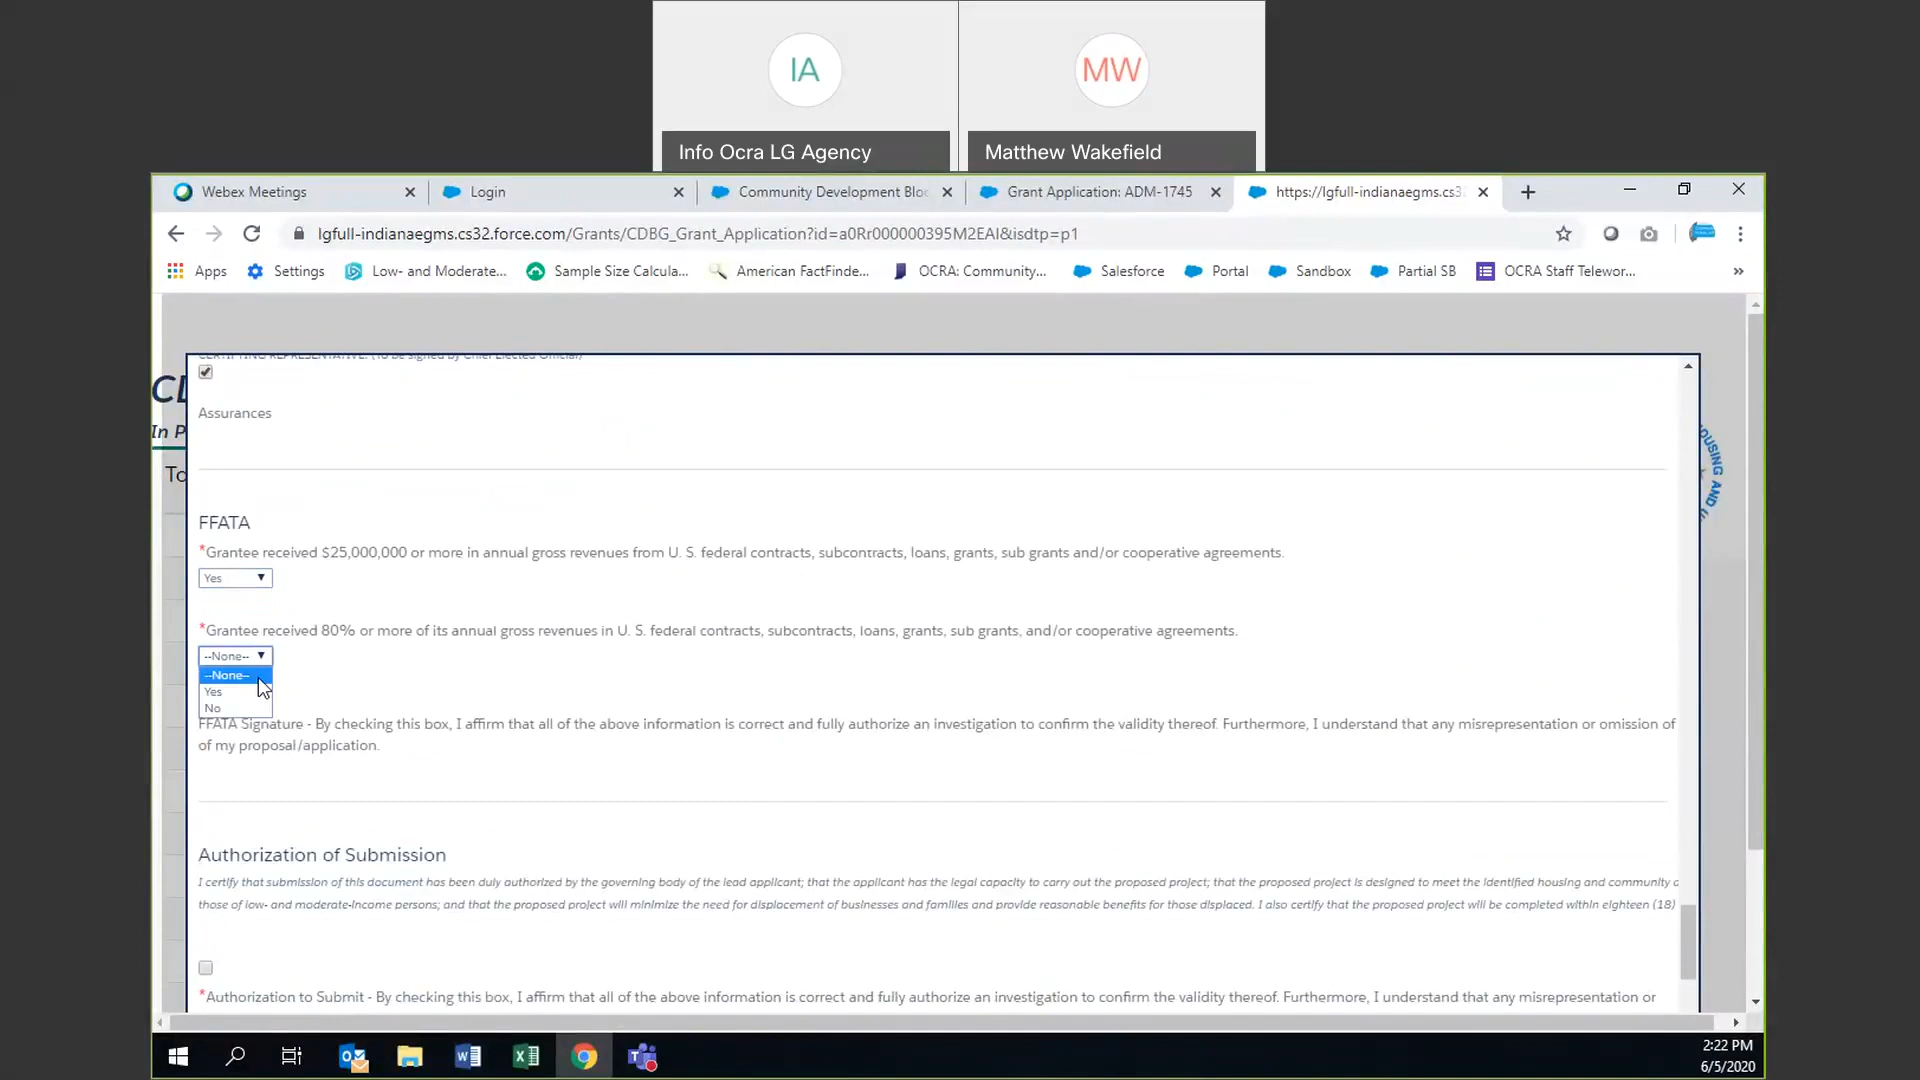 IA
MW
Info Ocra LG Agency
Matthew Wakefield
Webex Meetings
Login
Community Development Bloc
Grant Application: ADM-1745
https://lgfull-indianaegms.cs3
lgfull-indianaegms.cs32.force.com/Grants/CDBG_Grant_Application?id=a0Rr000000395M2EAI&isdtp=p1
Apps
Settings
Low- and Moderate...
Sample Size Calcula...
American FactFinde...
OCRA: Community...
Salesforce
Portal
Sandbox
Partial SB
OCRA Staff Telewor...
»
CERTIFYING REPRESENTATIVE: (To be signed by Chief Elected Official)
Assurances
In P
To
OUSING AND U
FFATA
*Grantee received $25,000,000 or more in annual gross revenues from U. S. federal contracts, subcontracts, loans, grants, sub grants and/or cooperative agreements.
Yes
*Grantee received 80% or more of its annual gross revenues in U. S. federal contracts, subcontracts, loans, grants, sub grants, and/or cooperative agreements.
--None--
--None--
Yes
No
FFATA Signature - By checking this box, I affirm that all of the above information is correct and fully authorize an investigation to confirm the validity thereof. Furthermore, I understand that any misrepresentation or omission of
of my proposal/application.
Authorization of Submission
I certify that submission of this document has been duly authorized by the governing body of the lead applicant; that the applicant has the legal capacity to carry out the proposed project; that the proposed project is designed to meet the identified housing and community
those of low- and moderate-income persons; and that the proposed project will minimize the need for displacement of businesses and families and provide reasonable benefits for those displaced. I also certify that the proposed project will be completed within eighteen (18)
*Authorization to Submit - By checking this box, I affirm that all of the above information is correct and fully authorize an investigation to confirm the validity thereof. Furthermore, I understand that any misrepresentation or
2:22 PM
6/5/2020